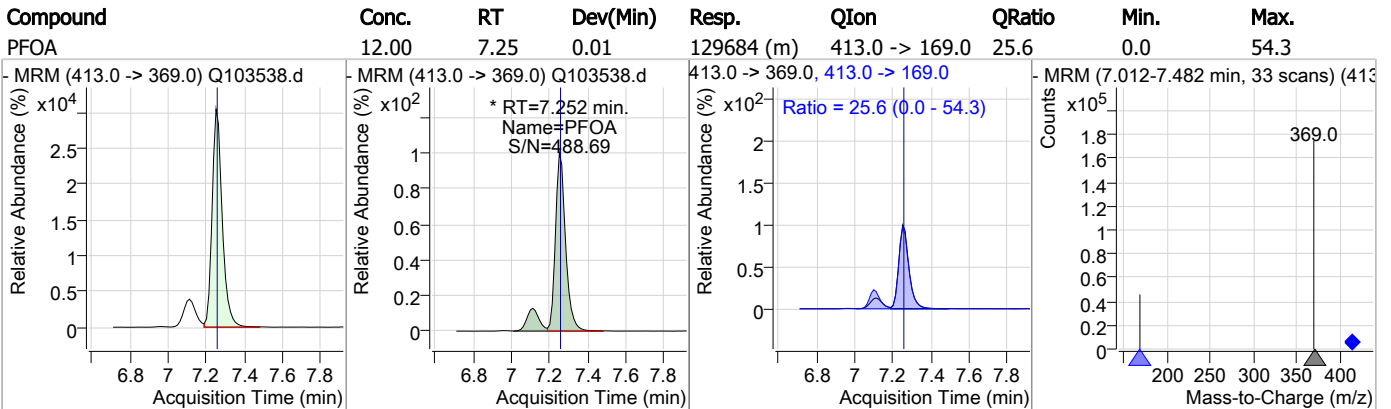 Compound Conc. RT Dev(Min) Resp. QIon QRatio Min. Max.
PFOA 12.00 7.25 0.01 129684 (m) 413.0 -> 169.0 25.6 0.0 54.3
- MRM (413.0 -> 369.0) Q103538.d
x10⁴
Relative Abundance (%)
2.5
2
1.5
1
0.5
0
6.8 7 7.2 7.4 7.6 7.8
Acquisition Time (min)
- MRM (413.0 -> 369.0) Q103538.d
x10²
* RT=7.252 min.
Name=PFOA
S/N=488.69
Relative Abundance (%)
1
0.8
0.6
0.4
0.2
0
6.8 7 7.2 7.4 7.6 7.8
Acquisition Time (min)
413.0 -> 369.0, 413.0 -> 169.0
x10²
Ratio = 25.6 (0.0 - 54.3)
Relative Abundance (%)
2
1.5
1
0.5
0
6.8 7 7.2 7.4 7.6 7.8
Acquisition Time (min)
- MRM (7.012-7.482 min, 33 scans) (413
x10⁵
Counts
369.0
1.8
1.6
1.4
1.2
1
0.8
0.6
0.4
0.2
0
200 250 300 350 400
Mass-to-Charge (m/z)